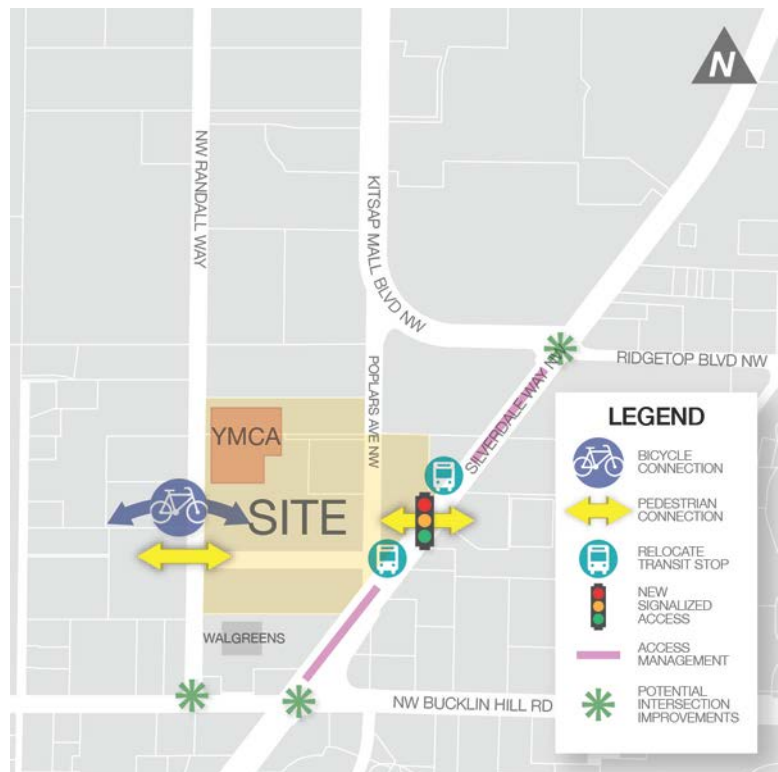 N
NW RANDALL WAY
KITSAP MALL BLVD NW
POPLARS AVE NW
SILVERDALE WAY NW
RIDGETOP BLVD NW
YMCA
SITE
WALGREENS
NW BUCKLIN HILL RD
LEGEND
BICYCLE
CONNECTION
PEDESTRIAN
CONNECTION
RELOCATE
TRANSIT STOP
NEW
SIGNALIZED
ACCESS
ACCESS
MANAGEMENT
POTENTIAL
INTERSECTION
IMPROVEMENTS